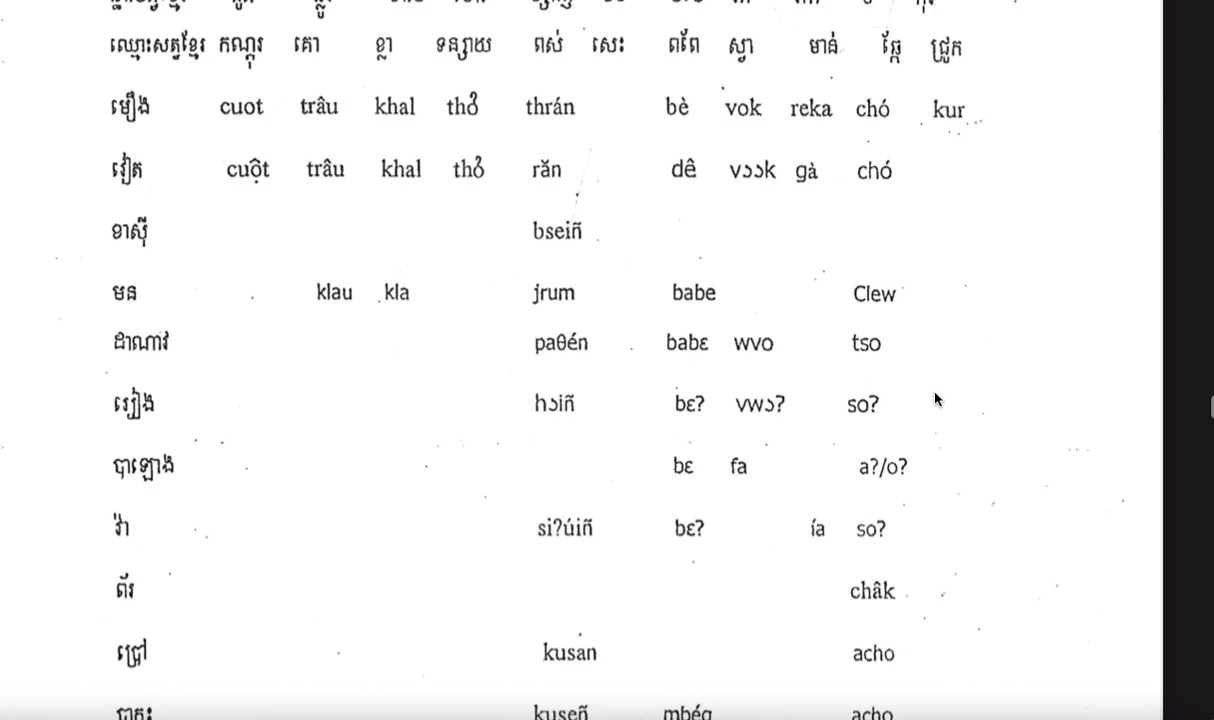 ឈ្មោះសត្វខ្មែរ កណ្តុរ គោ ខ្លា ទន្សាយ ពស់ សេះ ពពែ ស្វា មាន់ ឆ្កែ ជ្រូក
មឿង cuot trâu khal thỏ thrán bè vok reka chó kur
វៀត cuột trâu khal thỏ răn dê vɔɔk gà chó
ខាស៊ី bseiñ
មន klau kla jrum babe Clew
ដាណាវ paθén babɛ wvo tso
រៀង hɔiñ bɛ? vwɔ? so?
បាឡោង bɛ fa a?/o?
វ៉ា si?úiñ bɛ? ía so?
ព័រ châk
ប្រៅ kusan acho
kuseñ acho